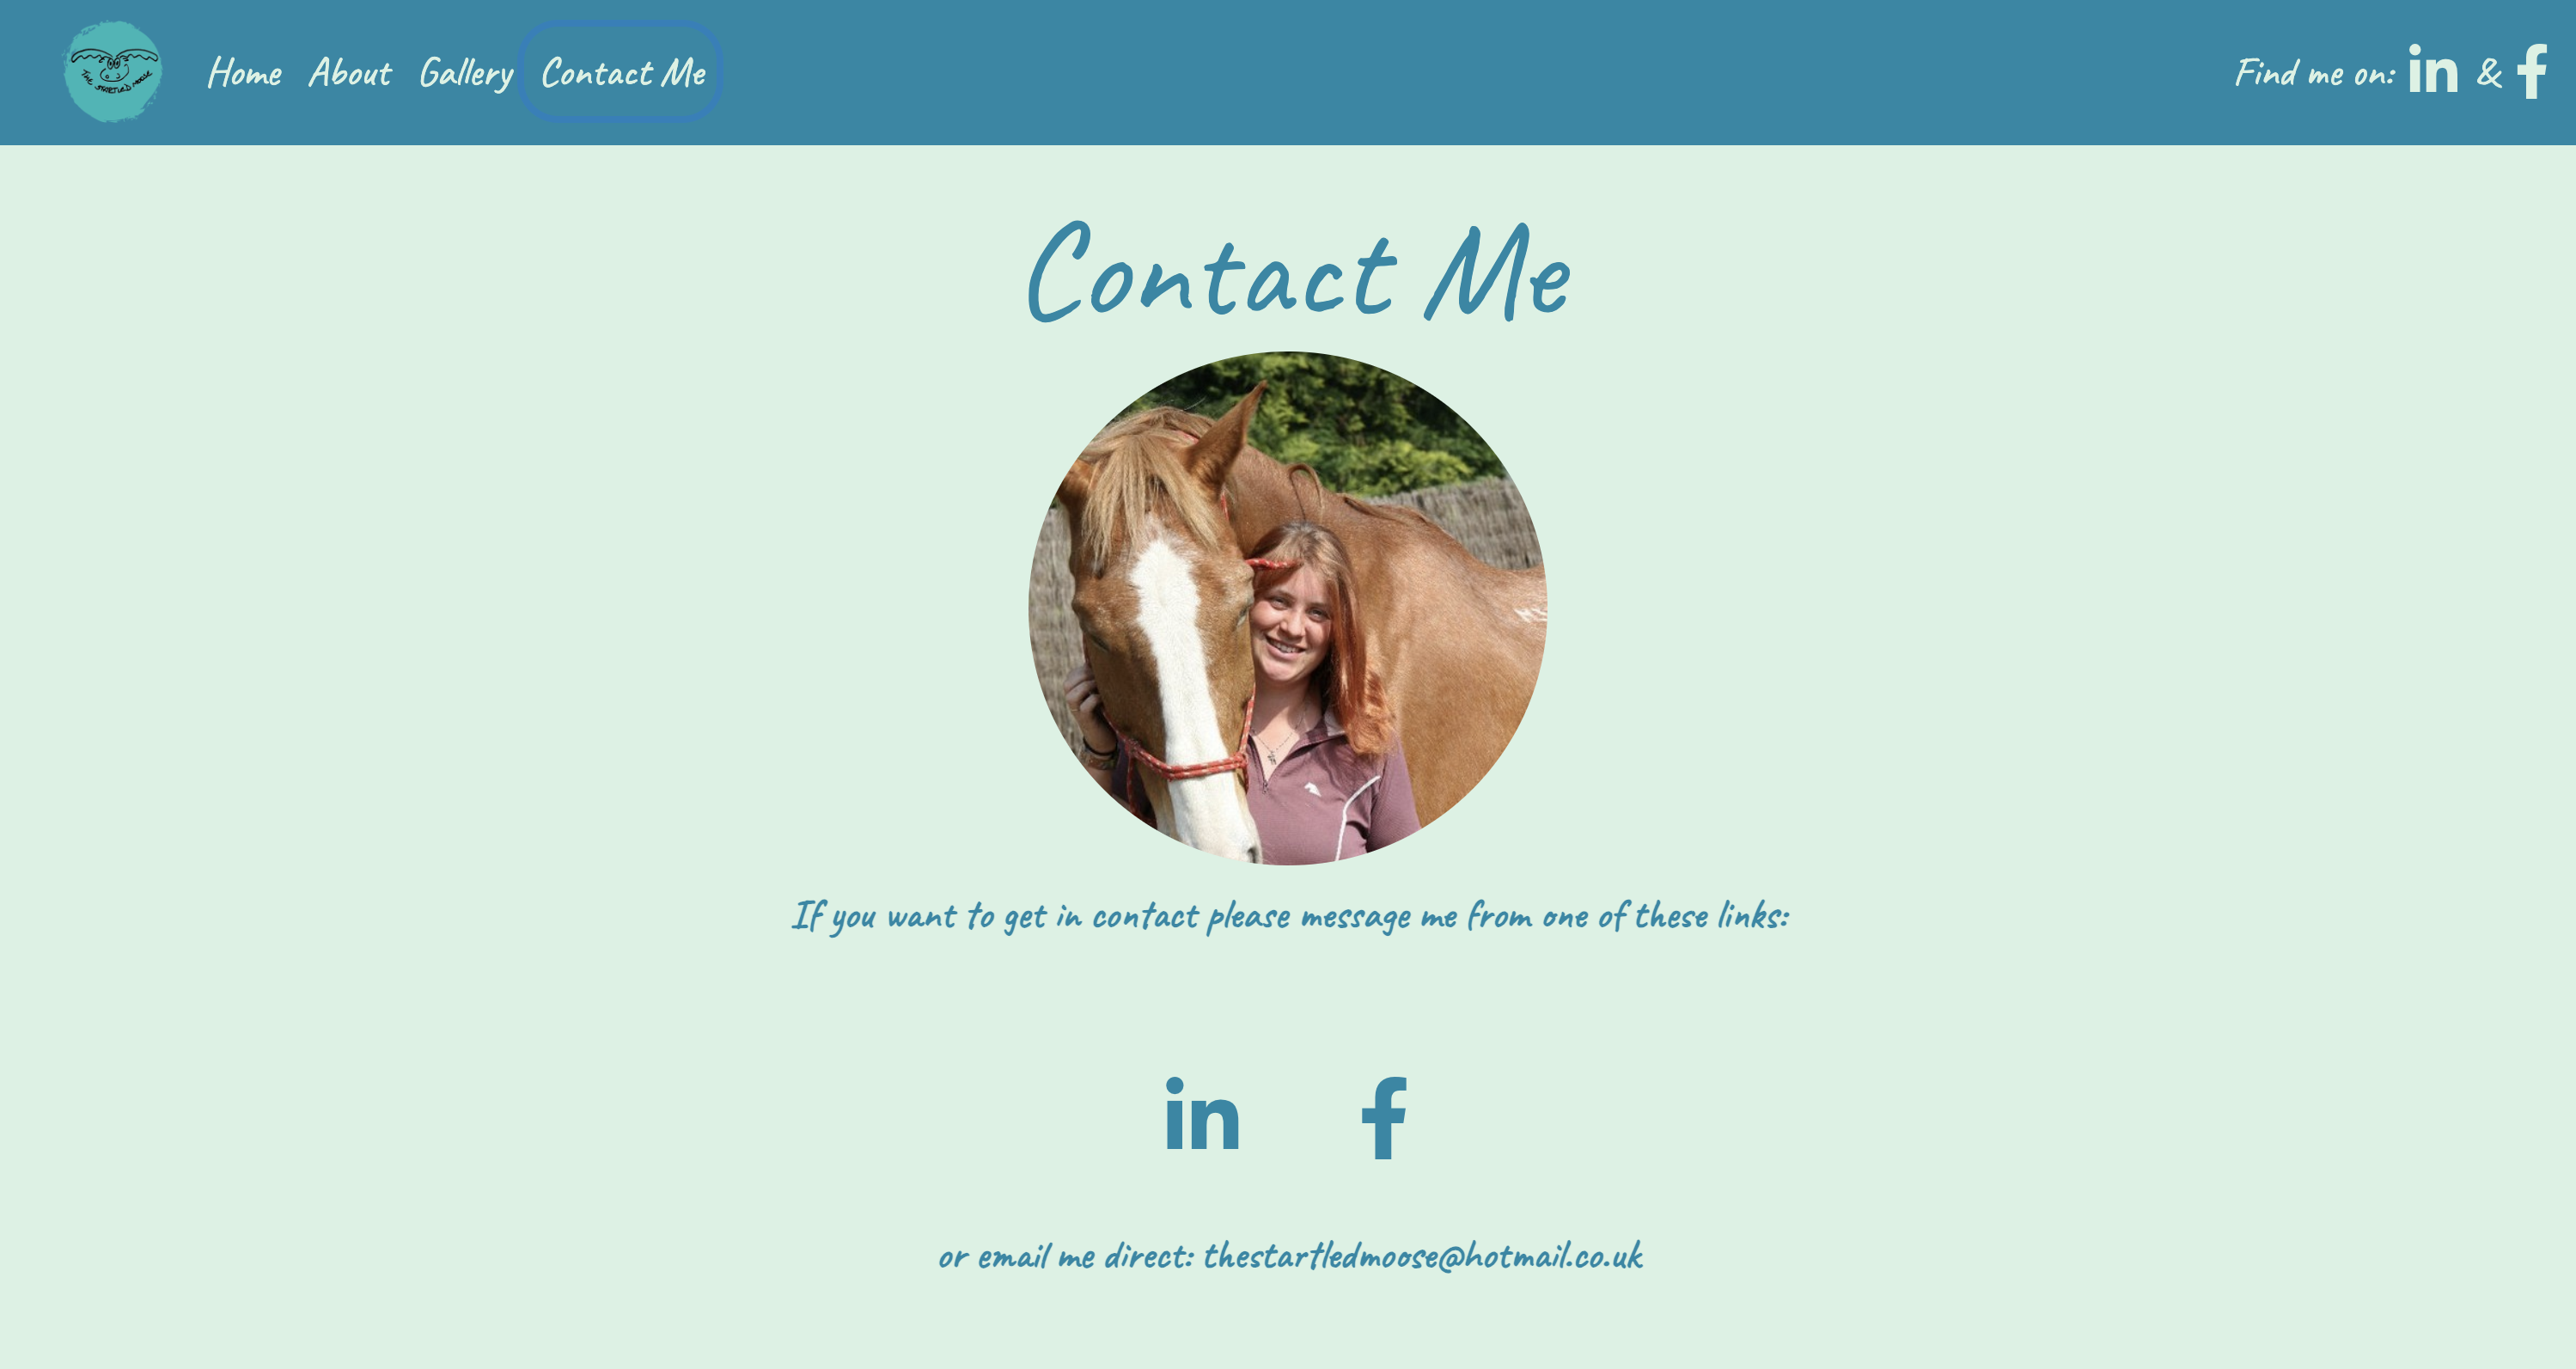 The Startled Moose
Home About Gallery Contact Me Find me on: in & f
Contact Me
If you want to get in contact please message me from one of these links:
in f
or email me direct: thestartledmoose@hotmail.co.uk